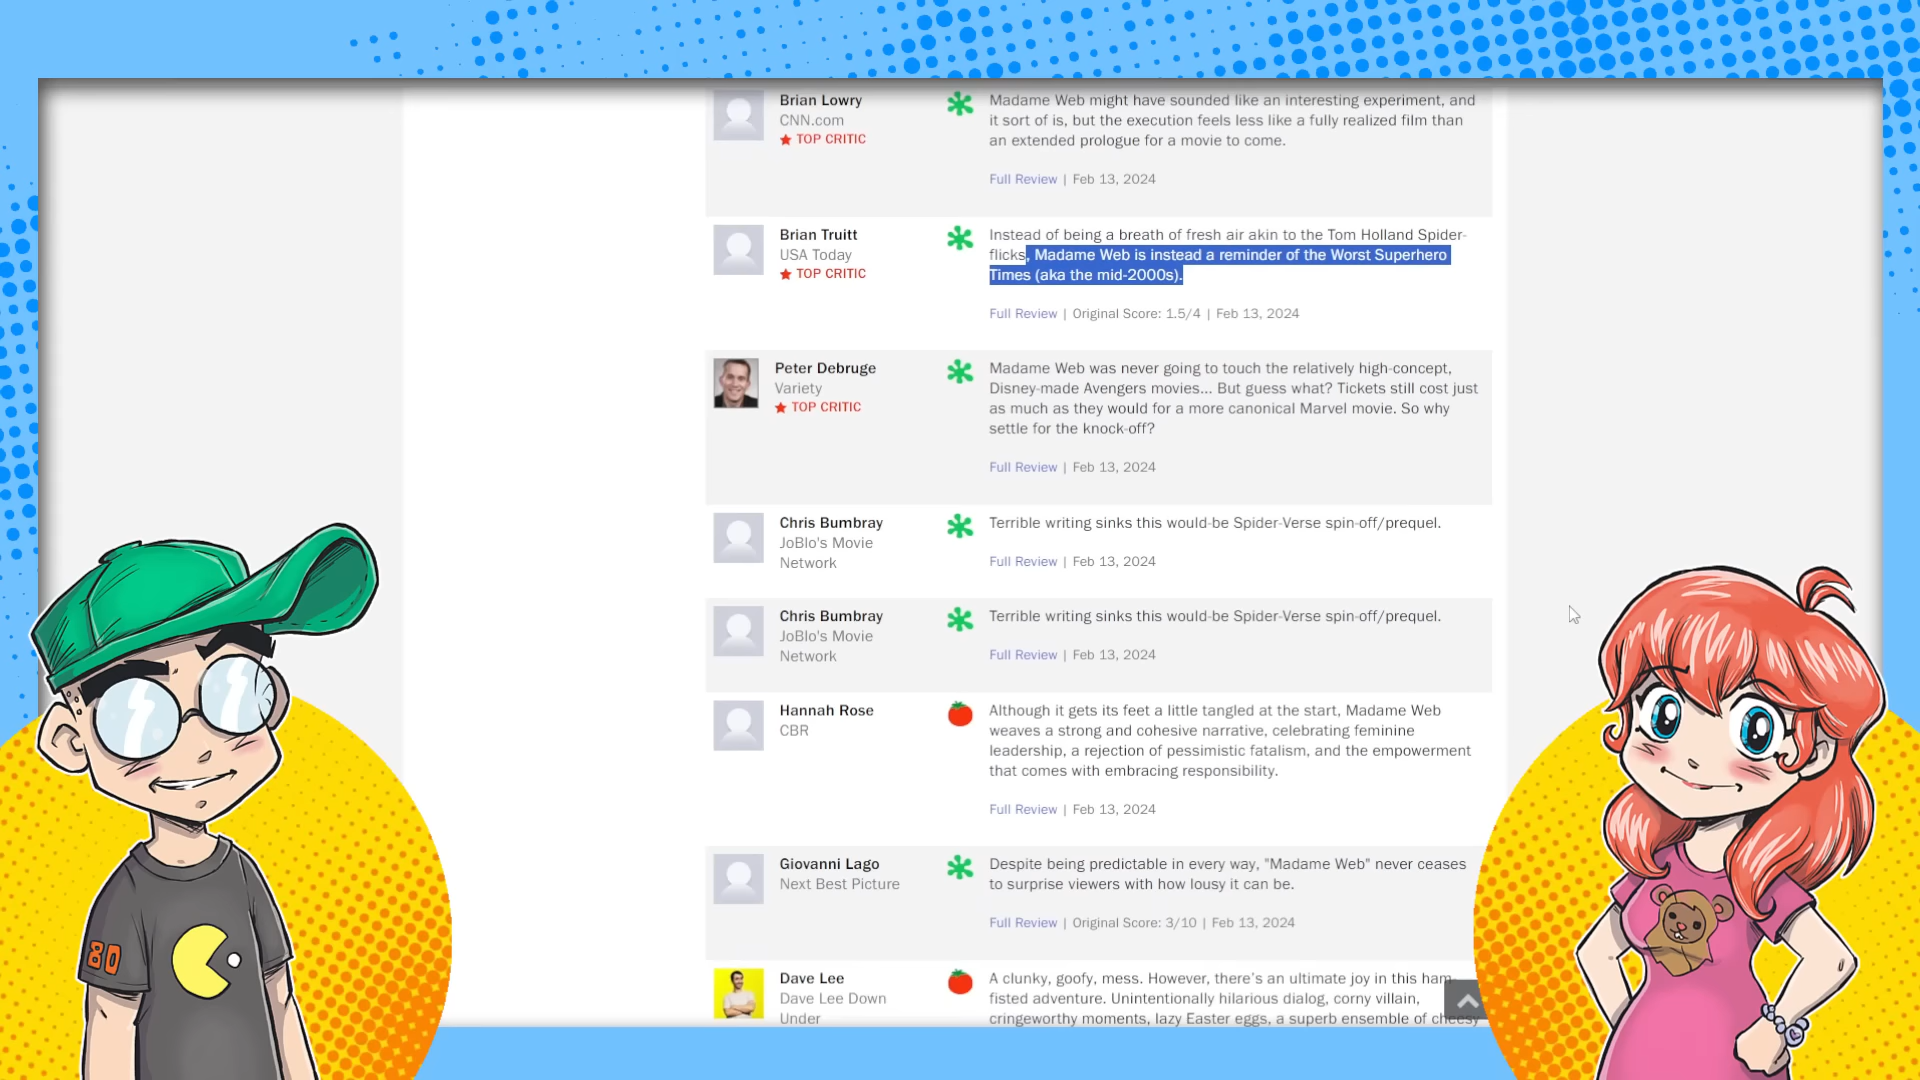 Brian Lowry
CNN.com
TOP CRITIC
Madame Web might have sounded like an interesting experiment, and
it sort of is, but the execution feels less like a fully realized film than
an extended prologue for a movie to come.
Full Review | Feb 13, 2024
Brian Truitt
USA Today
TOP CRITIC
Instead of being a breath of fresh air akin to the Tom Holland Spider-
flicks, Madame Web is instead a reminder of the Worst Superhero
Times (aka the mid-2000s).
Full Review | Original Score: 1.5/4 | Feb 13, 2024
Peter Debruge
Variety
TOP CRITIC
Madame Web was never going to touch the relatively high-concept,
Disney-made Avengers movies... But guess what? Tickets still cost just
as much as they would for a more canonical Marvel movie. So why
settle for the knock-off?
Full Review | Feb 13, 2024
Chris Bumbray
JoBlo's Movie
Network
Terrible writing sinks this would-be Spider-Verse spin-off/prequel.
Full Review | Feb 13, 2024
Chris Bumbray
JoBlo's Movie
Network
Terrible writing sinks this would-be Spider-Verse spin-off/prequel.
Full Review | Feb 13, 2024
Hannah Rose
CBR
Although it gets its feet a little tangled at the start, Madame Web
weaves a strong and cohesive narrative, celebrating feminine
leadership, a rejection of pessimistic fatalism, and the empowerment
that comes with embracing responsibility.
Full Review | Feb 13, 2024
Giovanni Lago
Next Best Picture
Despite being predictable in every way, "Madame Web" never ceases
to surprise viewers with how lousy it can be.
Full Review | Original Score: 3/10 | Feb 13, 2024
Dave Lee
Dave Lee Down
Under
A clunky, goofy, mess. However, there's an ultimate joy in this ham-
fisted adventure. Unintentionally hilarious dialog, corny villain,
cringeworthy moments, lazy Easter eggs, a superb ensemble of cheesy
80